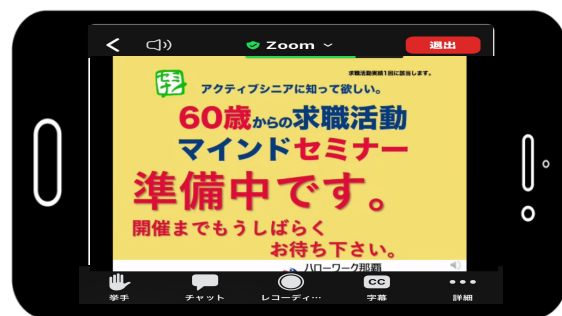 Zoom
退出
求職活動実績1回に該当します。
セミナー
アクティブシニアに知って欲しい。
60歳からの求職活動
マインドセミナー
準備中です。
開催までもうしばらく
お待ち下さい。
ハローワーク那覇
挙手 チャット レコーディ… CC 字幕 詳細